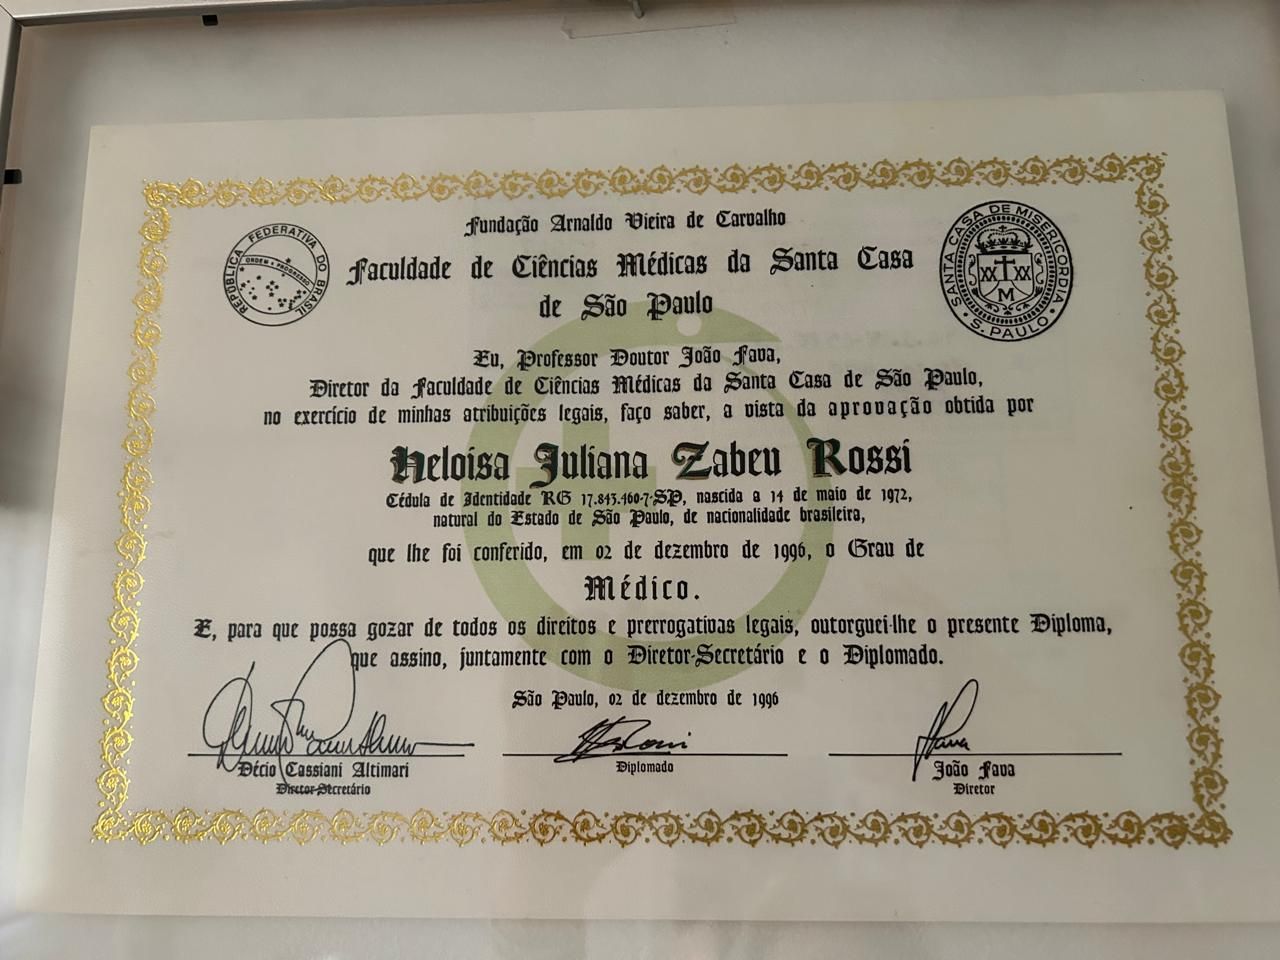 Fundação Arnaldo Vieira de Carvalho
REPÚBLICA FEDERATIVA DO BRASIL
ORDEM E PROGRESSO
Faculdade de Ciências Médicas da Santa Casa
de São Paulo
SANTA CASA DE MISERICORDIA
XX XX
M
• S. PAULO •
Eu, Professor Doutor João Fava,
Diretor da Faculdade de Ciências Médicas da Santa Casa de São Paulo,
no exercício de minhas atribuições legais, faço saber, a vista da aprovação obtida por
Heloisa Juliana Zabeu Rossi
Cédula de Identidade RG 17.843.460-7-SP, nascida a 14 de maio de 1972,
natural do Estado de São Paulo, de nacionalidade brasileira,
que lhe foi conferido, em 02 de dezembro de 1996, o Grau de
Médico.
E, para que possa gozar de todos os direitos e prerrogativas legais, outorguei-lhe o presente Diploma,
que assino, juntamente com o Diretor-Secretário e o Diplomado.
São Paulo, 02 de dezembro de 1996
Décio Cassiani Altimari
Diretor-Secretário
Diplomado
João Fava
Diretor